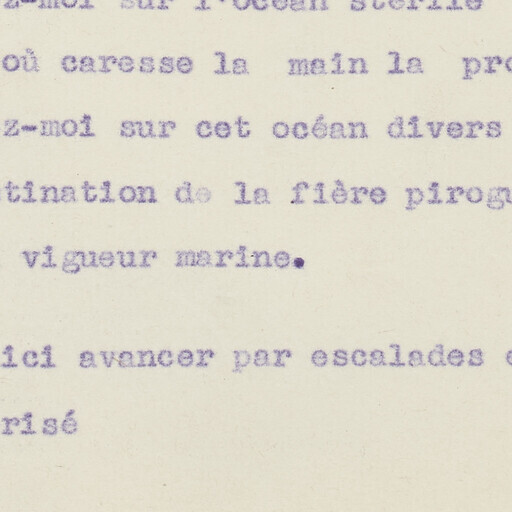 z-moi sur l'océan stérile
où caresse la main la pro
z-moi sur cet océan divers
tination de la fière pirogu
vigueur marine.
ici avancer par escalades e
risé